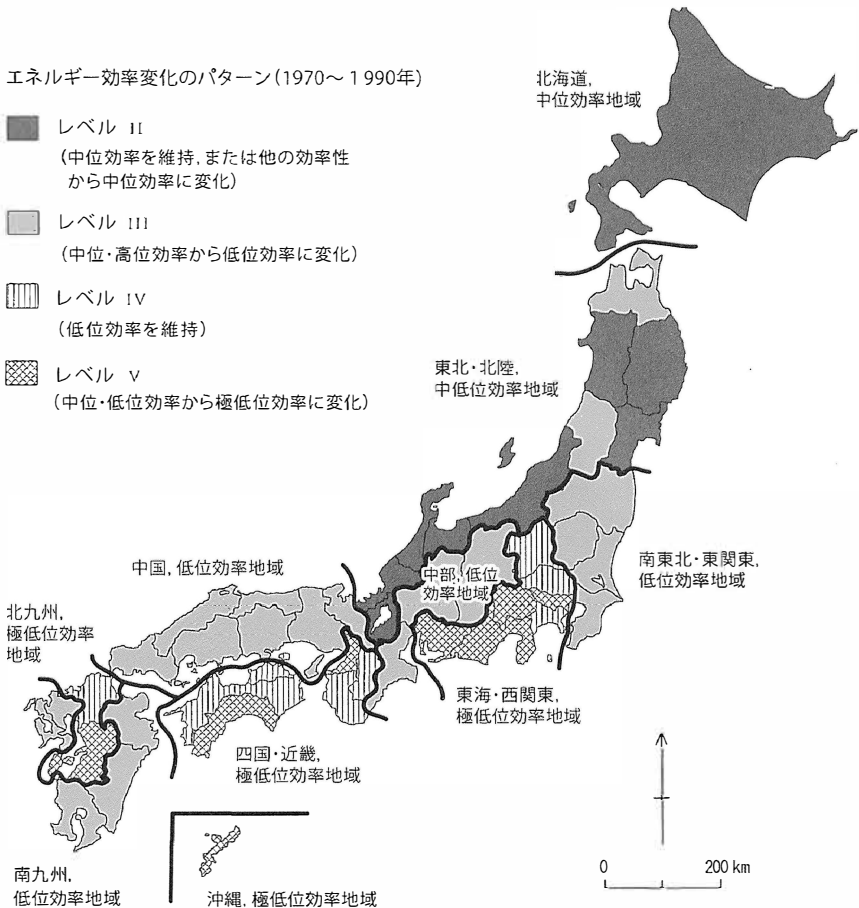 エネルギー効率変化のパターン(1970〜1990年)
レベル II
(中位効率を維持,または他の効率性
から中位効率に変化)
レベル III
(中位・高位効率から低位効率に変化)
レベル IV
(低位効率を維持)
レベル V
(中位・低位効率から極低位効率に変化)
北海道,
中位効率地域
東北・北陸,
中低位効率地域
南東北・東関東,
低位効率地域
中部,低位
効率地域
東海・西関東,
極低位効率地域
中国,低位効率地域
北九州,
極低位効率
地域
四国・近畿,
極低位効率地域
南九州,
低位効率地域
沖縄,極低位効率地域
0 200 km